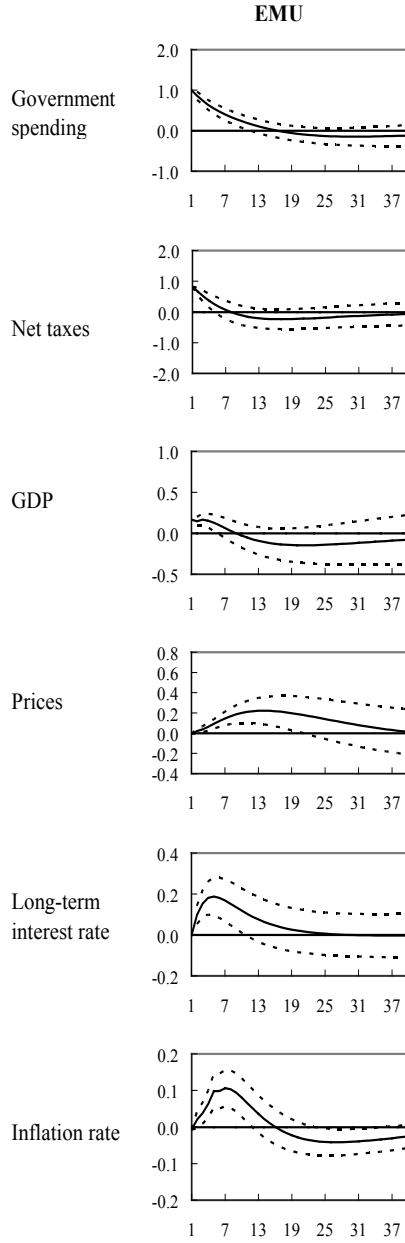 EMU
Government
spending
2.0
1.0
0.0
-1.0
1 7 13 19 25 31 37
Net taxes
2.0
1.0
0.0
-1.0
-2.0
1 7 13 19 25 31 37
GDP
1.0
0.5
0.0
-0.5
1 7 13 19 25 31 37
Prices
0.8
0.6
0.4
0.2
0.0
-0.2
-0.4
1 7 13 19 25 31 37
Long-term
interest rate
0.4
0.2
0.0
-0.2
1 7 13 19 25 31 37
Inflation rate
0.2
0.1
0.0
-0.1
-0.2
1 7 13 19 25 31 37